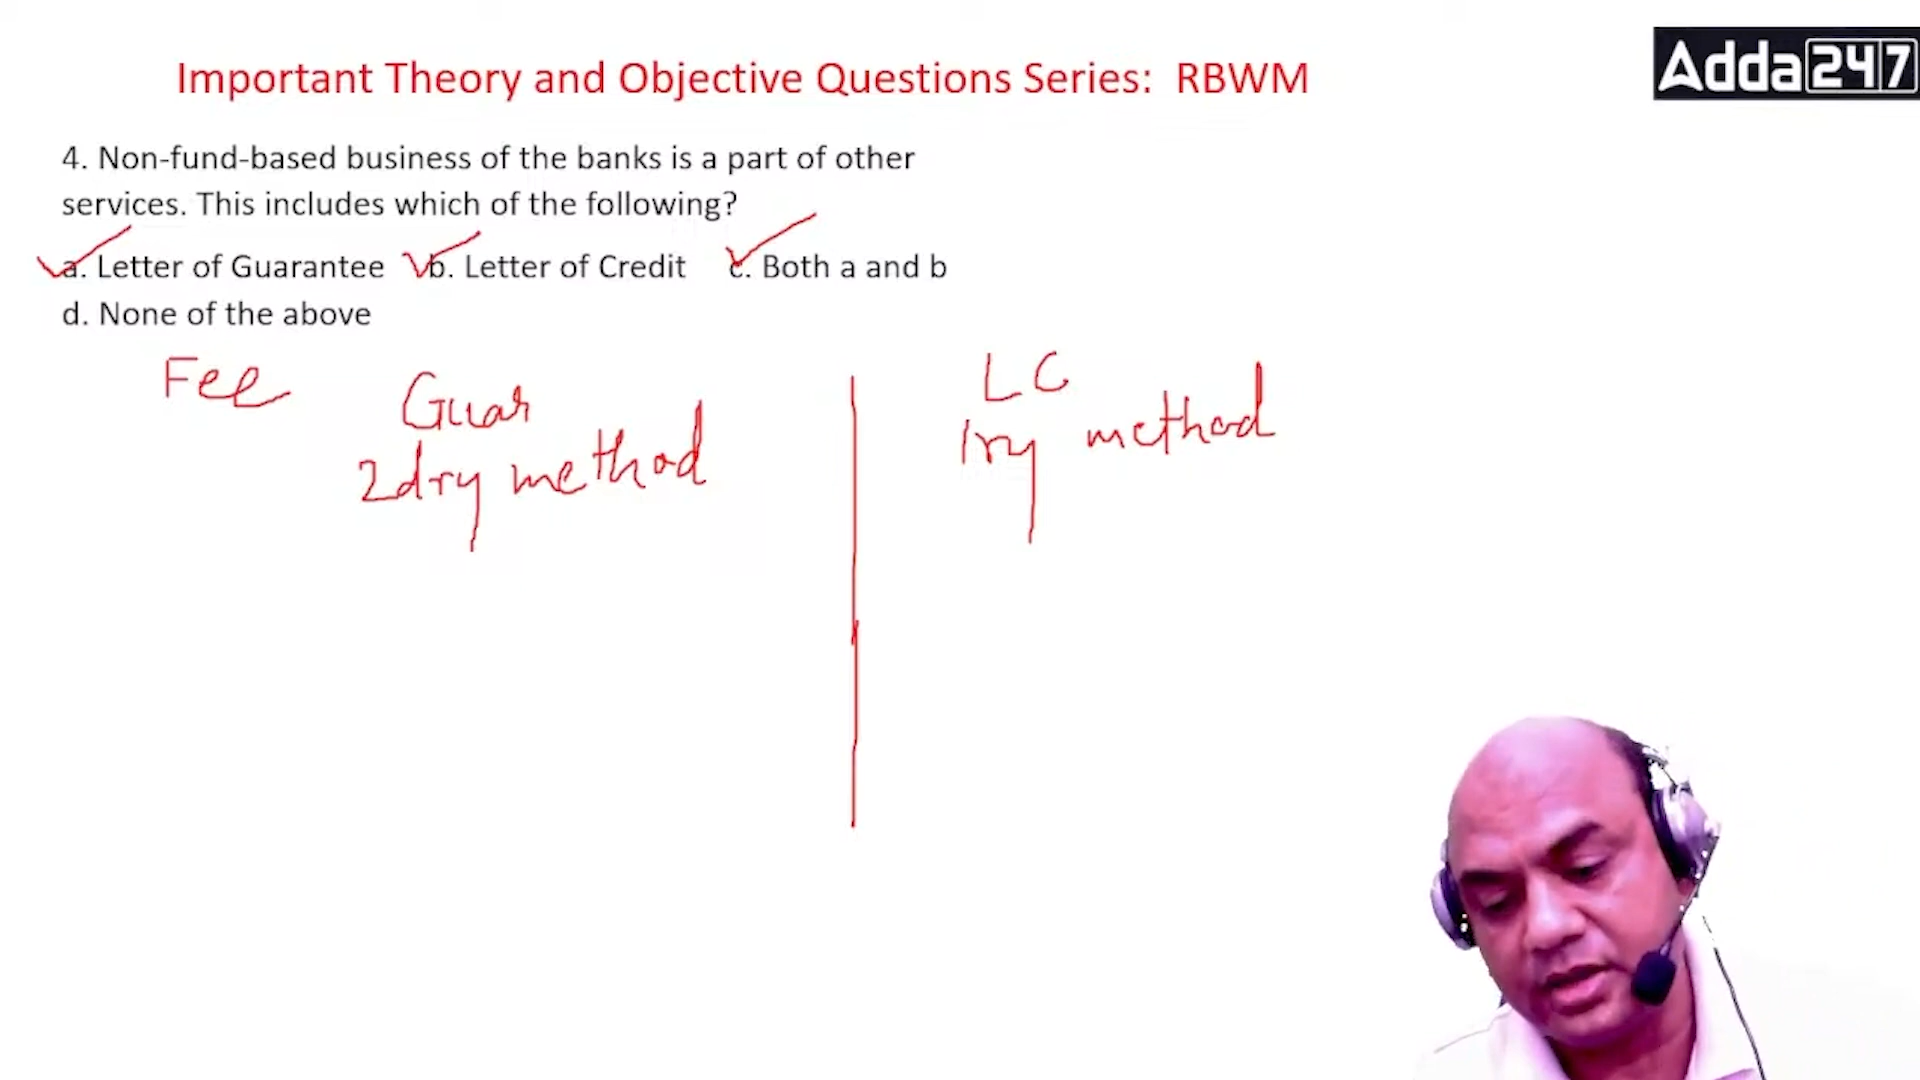 Important Theory and Objective Questions Series: RBWM
Adda247
4. Non-fund-based business of the banks is a part of other
services. This includes which of the following?
a. Letter of Guarantee b. Letter of Credit c. Both a and b
d. None of the above
Fee
Guar
2dry method
LC
1ry method